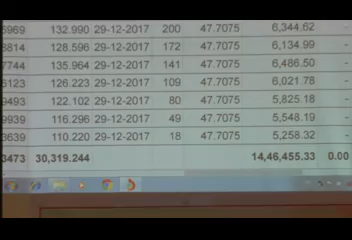 6969 132.990 29-12-2017 200 47.7075 6,344.62 -
8814 128.596 29-12-2017 172 47.7075 6,134.99 -
7744 135.964 29-12-2017 141 47.7075 6,486.50 -
6123 126.223 29-12-2017 109 47.7075 6,021.78 -
9493 122.102 29-12-2017 80 47.7075 5,825.18 -
9939 116.296 29-12-2017 49 47.7075 5,548.19 -
3639 110.220 29-12-2017 18 47.7075 5,258.32 -
3473 30,319.244 14,46,455.33 0.00